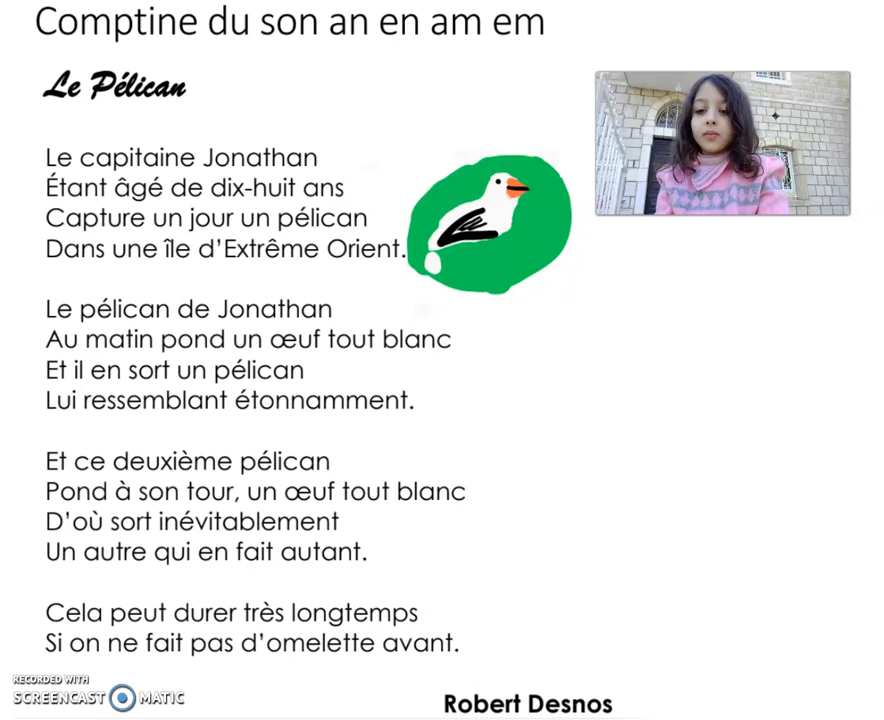 Comptine du son an en am em
Le Pélican
Le capitaine Jonathan
Étant âgé de dix-huit ans
Capture un jour un pélican
Dans une île d’Extrême Orient.
Le pélican de Jonathan
Au matin pond un œuf tout blanc
Et il en sort un pélican
Lui ressemblant étonnamment.
Et ce deuxième pélican
Pond à son tour, un œuf tout blanc
D’où sort inévitablement
Un autre qui en fait autant.
Cela peut durer très longtemps
Si on ne fait pas d’omelette avant.
RECORDED WITH
SCREENCAST MATIC
Robert Desnos